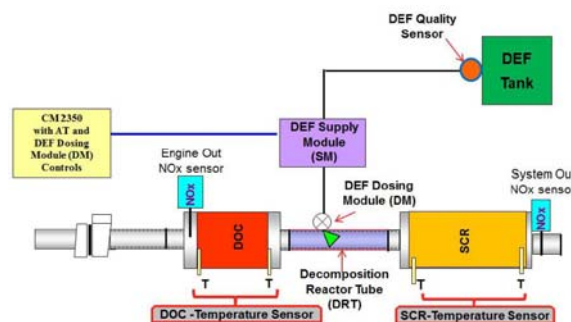 DEF Quality
Sensor
DEF
Tank
CM2350
with AT and
DEF Dosing
Module (DM)
Controls
DEF Supply
Module
(SM)
Engine Out
NOx sensor
NOx
DEF Dosing
Module (DM)
System Out
NOx sensor
NOx
DOC
SCR
T
T
Decomposition
Reactor Tube
(DRT)
T
T
DOC -Temperature Sensor
SCR-Temperature Sensor